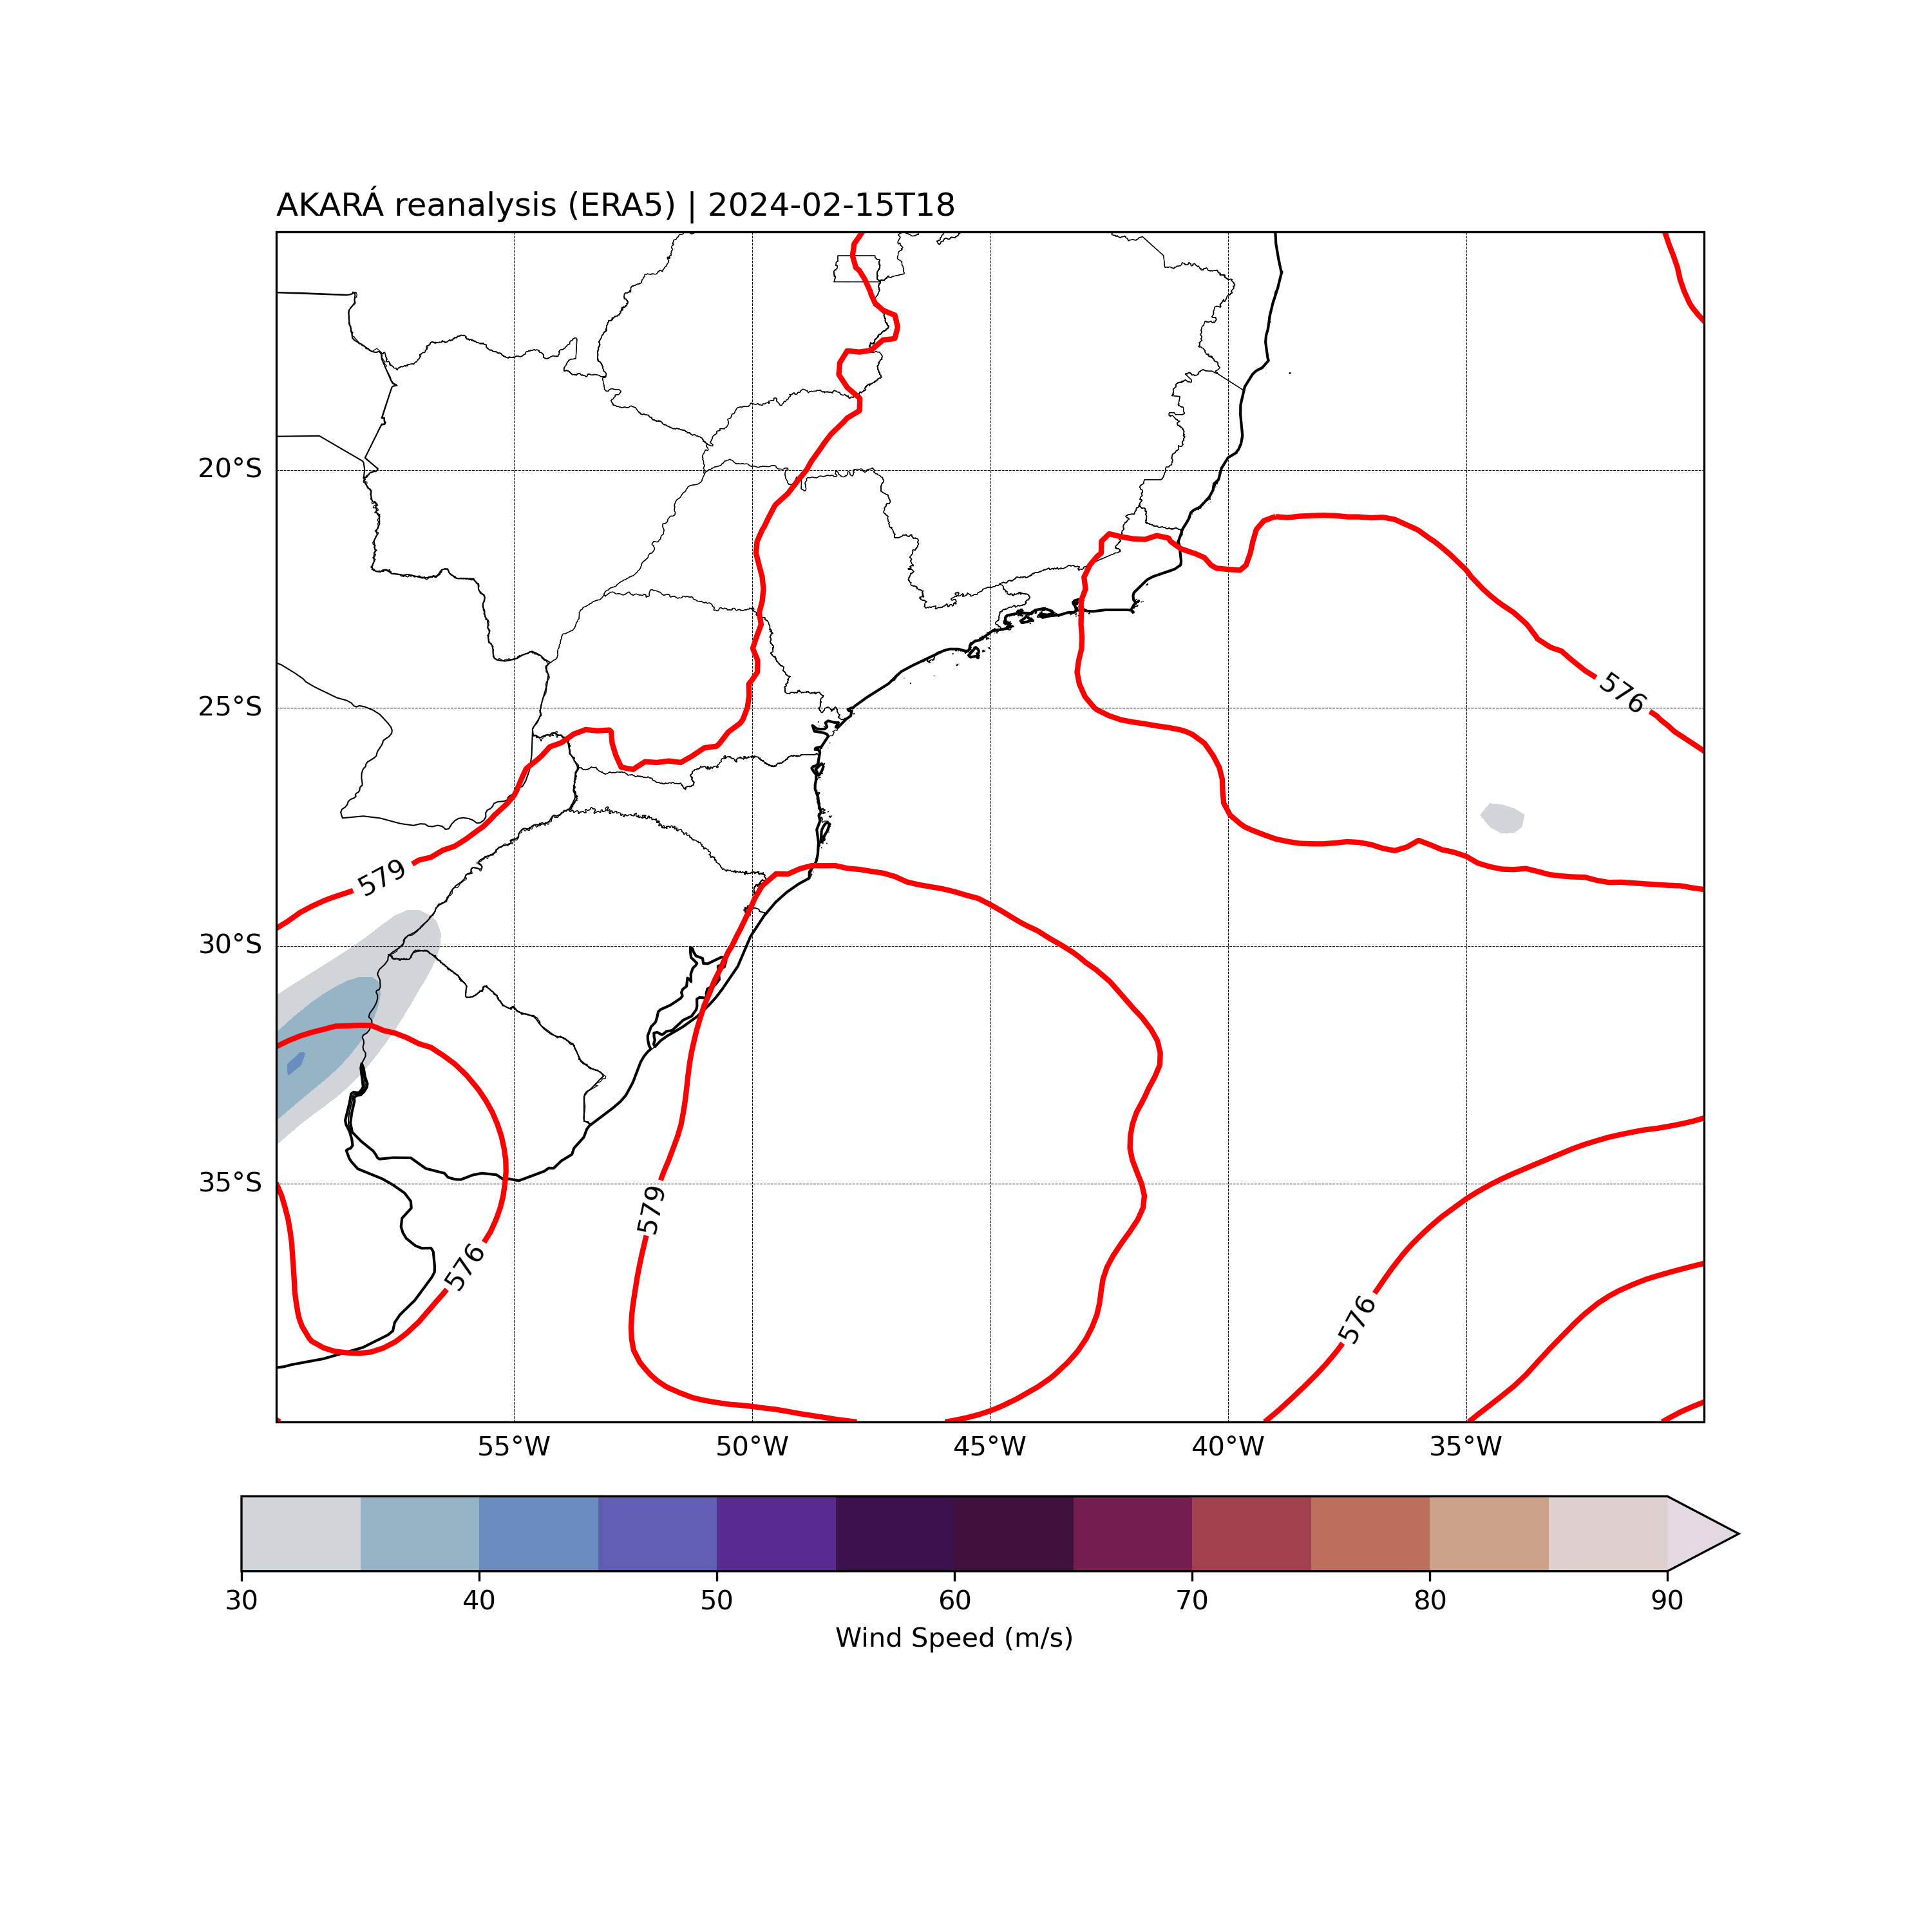 AKARÁ reanalysis (ERA5) | 2024-02-15T18
20°S
25°S
30°S
35°S
576
579
579
576
576
55°W
50°W
45°W
40°W
35°W
30
40
50
60
70
80
90
Wind Speed (m/s)